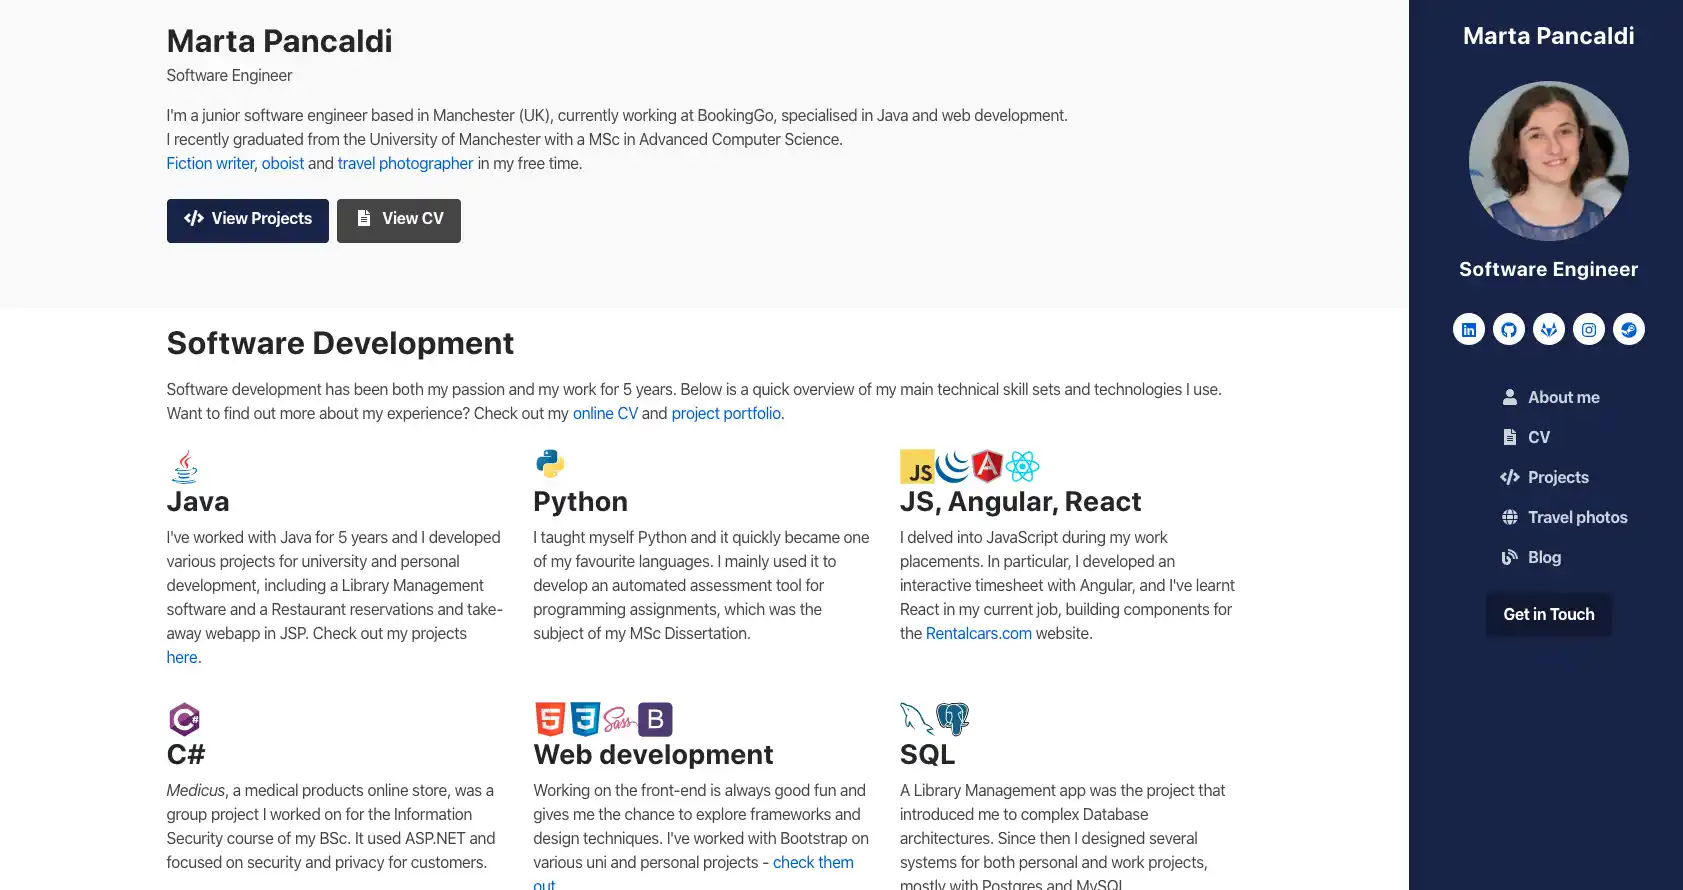 Marta Pancaldi
Software Engineer
I'm a junior software engineer based in Manchester (UK), currently working at BookingGo, specialised in Java and web development.
I recently graduated from the University of Manchester with a MSc in Advanced Computer Science.
Fiction writer, oboist and travel photographer in my free time.
View Projects
View CV
Software Development
Software development has been both my passion and my work for 5 years. Below is a quick overview of my main technical skill sets and technologies I use.
Want to find out more about my experience? Check out my online CV and project portfolio.
Java
I've worked with Java for 5 years and I developed
various projects for university and personal
development, including a Library Management
software and a Restaurant reservations and take-
away webapp in JSP. Check out my projects
here.
Python
I taught myself Python and it quickly became one
of my favourite languages. I mainly used it to
develop an automated assessment tool for
programming assignments, which was the
subject of my MSc Dissertation.
JS
A
JS, Angular, React
I delved into JavaScript during my work
placements. In particular, I developed an
interactive timesheet with Angular, and I've learnt
React in my current job, building components for
the Rentalcars.com website.
C#
C#
Medicus, a medical products online store, was a
group project I worked on for the Information
Security course of my BSc. It used ASP.NET and
focused on security and privacy for customers.
5
3
Sass
B
Web development
Working on the front-end is always good fun and
gives me the chance to explore frameworks and
design techniques. I've worked with Bootstrap on
various uni and personal projects - check them
out
SQL
A Library Management app was the project that
introduced me to complex Database
architectures. Since then I designed several
systems for both personal and work projects,
mostly with Postgres and MySQL
Marta Pancaldi
Software Engineer
in
About me
CV
Projects
Travel photos
Blog
Get in Touch